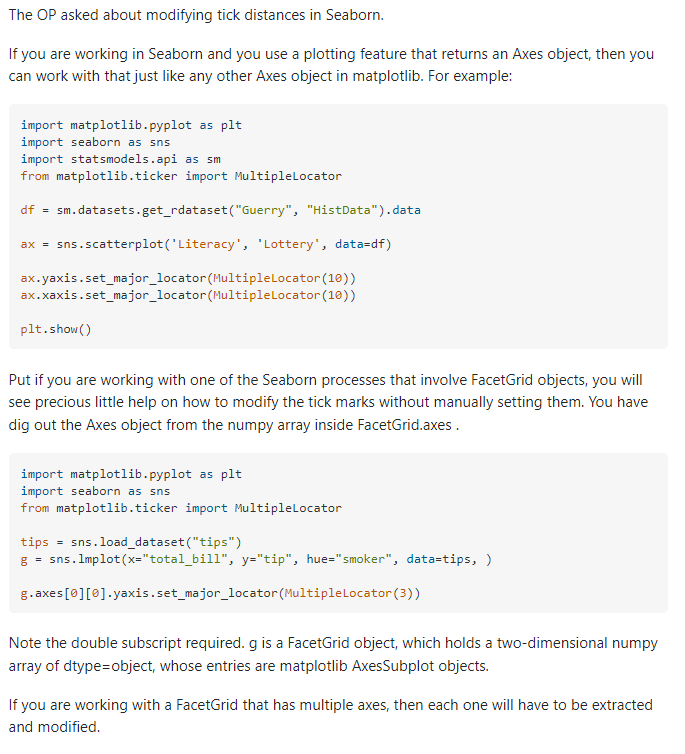 The OP asked about modifying tick distances in Seaborn.
If you are working in Seaborn and you use a plotting feature that returns an Axes object, then you
can work with that just like any other Axes object in matplotlib. For example:
import matplotlib.pyplot as plt
import seaborn as sns
import statsmodels.api as sm
from matplotlib.ticker import MultipleLocator
df = sm.datasets.get_rdataset("Guerry", "HistData").data
ax = sns.scatterplot('Literacy', 'Lottery', data=df)
ax.yaxis.set_major_locator(MultipleLocator(10))
ax.xaxis.set_major_locator(MultipleLocator(10))
plt.show()
Put if you are working with one of the Seaborn processes that involve FacetGrid objects, you will
see precious little help on how to modify the tick marks without manually setting them. You have
dig out the Axes object from the numpy array inside FacetGrid.axes .
import matplotlib.pyplot as plt
import seaborn as sns
from matplotlib.ticker import MultipleLocator
tips = sns.load_dataset("tips")
g = sns.lmplot(x="total_bill", y="tip", hue="smoker", data=tips, )
g.axes[0][0].yaxis.set_major_locator(MultipleLocator(3))
Note the double subscript required. g is a FacetGrid object, which holds a two-dimensional numpy
array of dtype=object, whose entries are matplotlib AxesSubplot objects.
If you are working with a FacetGrid that has multiple axes, then each one will have to be extracted
and modified.